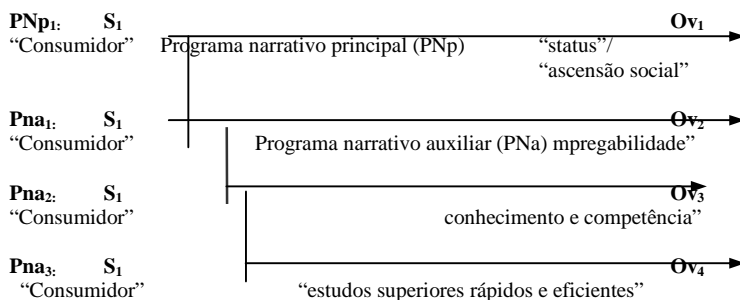 PNp1: S1 Ov1
“Consumidor” Programa narrativo principal (PNp) “status”/
“ascensão social”
Pna1: S1 Ov2
“Consumidor” Programa narrativo auxiliar (PNa) mpregabilidade”
Pna2: S1 Ov3
“Consumidor” conhecimento e competência”
Pna3: S1 Ov4
“Consumidor” “estudos superiores rápidos e eficientes”